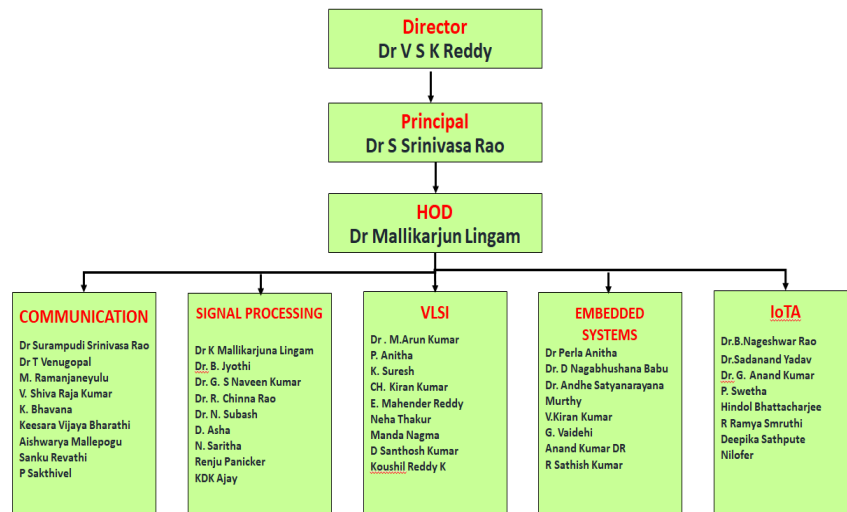 Director
Dr V S K Reddy
Principal
Dr S Srinivasa Rao
HOD
Dr Mallikarjun Lingam
COMMUNICATION
Dr Surampudi Srinivasa Rao
Dr T Venugopal
M. Ramanjaneyulu
V. Shiva Raja Kumar
K. Bhavana
Keesara Vijaya Bharathi
Aishwarya Mallepogu
Sanku Revathi
P Sakthivel
SIGNAL PROCESSING
Dr K Mallikarjuna Lingam
Dr. B. Jyothi
Dr. G. S Naveen Kumar
Dr. R. Chinna Rao
Dr. N. Subash
D. Asha
N. Saritha
Renju Panicker
KDK Ajay
VLSI
Dr . M.Arun Kumar
P. Anitha
K. Suresh
CH. Kiran Kumar
E. Mahender Reddy
Neha Thakur
Manda Nagma
D Santhosh Kumar
Koushil Reddy K
EMBEDDED
SYSTEMS
Dr Perla Anitha
Dr. D Nagabhushana Babu
Dr. Andhe Satyanarayana
Murthy
V.Kiran Kumar
G. Vaidehi
Anand Kumar DR
R Sathish Kumar
IoTA
Dr.B.Nageshwar Rao
Dr.Sadanand Yadav
Dr. G. Anand Kumar
P. Swetha
Hindol Bhattacharjee
R Ramya Smruthi
Deepika Sathpute
Nilofer